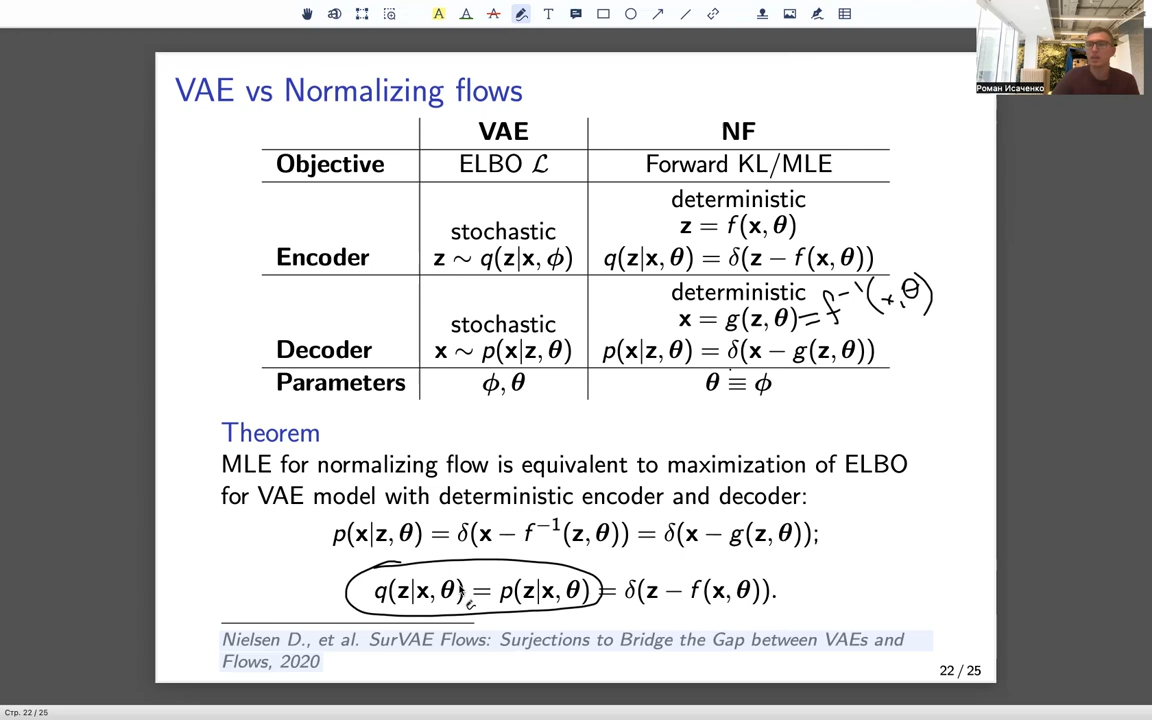 Роман Исаченко
VAE vs Normalizing flows
VAE NF
Objective ELBO ℒ Forward KL/MLE
deterministic
z = f(x, θ)
stochastic
Encoder z ∼ q(z|x, ϕ) q(z|x, θ) = δ(z − f(x, θ))
deterministic
x = g(z, θ) = f⁻¹(x, θ)
stochastic
Decoder x ∼ p(x|z, θ) p(x|z, θ) = δ(x − g(z, θ))
Parameters ϕ, θ θ ≡ ϕ
Theorem
MLE for normalizing flow is equivalent to maximization of ELBO
for VAE model with deterministic encoder and decoder:
p(x|z, θ) = δ(x − f⁻¹(z, θ)) = δ(x − g(z, θ));
q(z|x, θ) = p(z|x, θ) = δ(z − f(x, θ)).
Nielsen D., et al. SurVAE Flows: Surjections to Bridge the Gap between VAEs and
Flows, 2020
22 / 25
Стр. 22 / 25